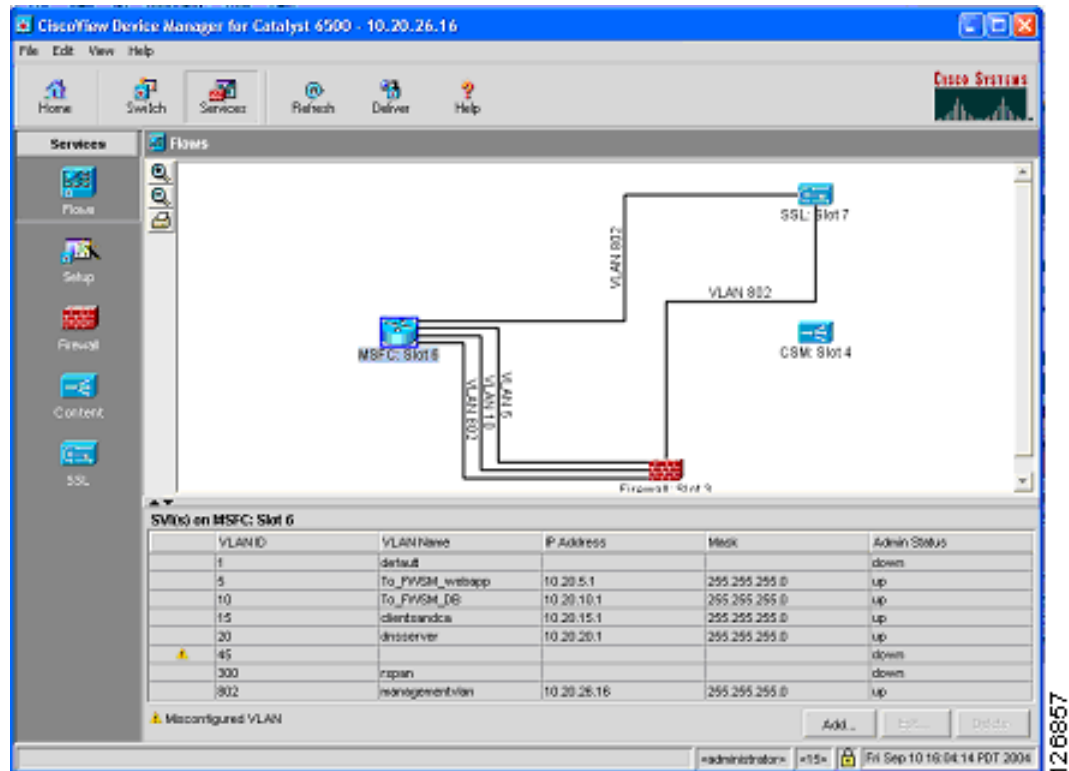 CiscoView Device Manager for Catalyst 6500 - 10.20.26.16
File Edit View Help
Home Switch Services Refresh Deliver Help
CISCO SYSTEMS
Services
Flows
Flows
Setup
Firewall
Content
SSL
SSL: Slot 7
VLAN 802
VLAN 802
CSM: Slot 4
MSFC: Slot 6
VLAN 802
VLAN 10
VLAN 5
Firewall: Slot 3
SVI(s) on MSFC: Slot 6
VLAN ID VLAN Name IP Address Mask Admin Status
1 default down
5 To_FWSM_webapp 10.20.5.1 255.255.255.0 up
10 To_FWSM_DB 10.20.10.1 255.255.255.0 up
15 clientsandca 10.20.15.1 255.255.255.0 up
20 dnsserver 10.20.20.1 255.255.255.0 up
45 down
300 rspan down
802 managementvlan 10.20.26.16 255.255.255.0 up
Misconfigured VLAN
Add... Edit... Delete
<administrator> <15> Fri Sep 10 16:04:14 PDT 2004
126857